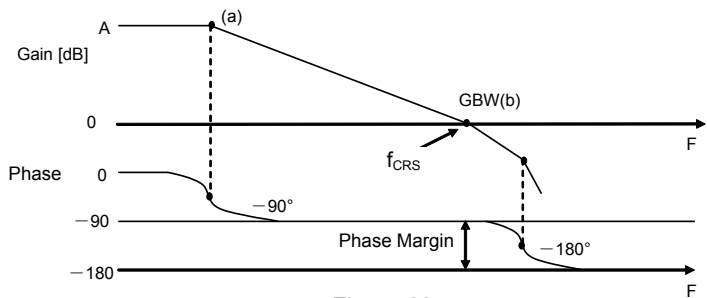 A
(a)
Gain [dB]
GBW(b)
0
F
fCRS
Phase
0
−90°
−90
Phase Margin
−180°
−180
F